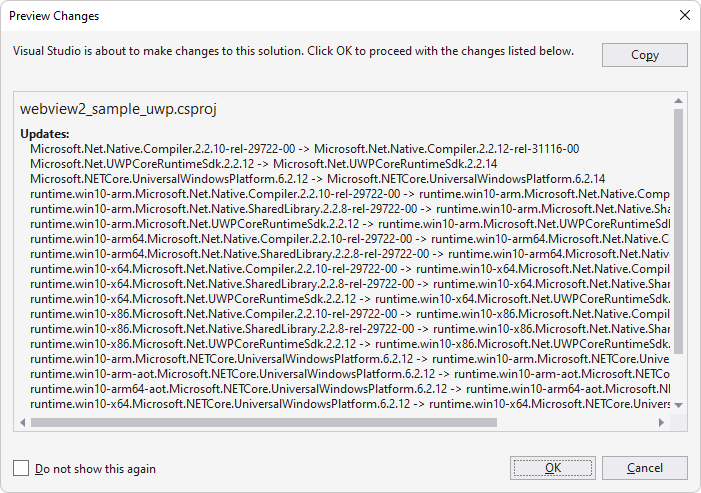 Preview Changes
Visual Studio is about to make changes to this solution. Click OK to proceed with the changes listed below.
Copy
webview2_sample_uwp.csproj
Updates:
Microsoft.Net.Native.Compiler.2.2.10-rel-29722-00 -> Microsoft.Net.Native.Compiler.2.2.12-rel-31116-00
Microsoft.Net.UWPCoreRuntimeSdk.2.2.12 -> Microsoft.Net.UWPCoreRuntimeSdk.2.2.14
Microsoft.NETCore.UniversalWindowsPlatform.6.2.12 -> Microsoft.NETCore.UniversalWindowsPlatform.6.2.14
runtime.win10-arm.Microsoft.Net.Native.Compiler.2.2.10-rel-29722-00 -> runtime.win10-arm.Microsoft.Net.Native.Comp
runtime.win10-arm.Microsoft.Net.Native.SharedLibrary.2.2.8-rel-29722-00 -> runtime.win10-arm.Microsoft.Net.Native.Sha
runtime.win10-arm.Microsoft.Net.UWPCoreRuntimeSdk.2.2.12 -> runtime.win10-arm.Microsoft.Net.UWPCoreRuntimeSdl
runtime.win10-arm64.Microsoft.Net.Native.Compiler.2.2.10-rel-29722-00 -> runtime.win10-arm64.Microsoft.Net.Native.Co
runtime.win10-arm64.Microsoft.Net.Native.SharedLibrary.2.2.8-rel-29722-00 -> runtime.win10-arm64.Microsoft.Net.Native
runtime.win10-x64.Microsoft.Net.Native.Compiler.2.2.10-rel-29722-00 -> runtime.win10-x64.Microsoft.Net.Native.Compil
runtime.win10-x64.Microsoft.Net.Native.SharedLibrary.2.2.8-rel-29722-00 -> runtime.win10-x64.Microsoft.Net.Native.Shar
runtime.win10-x64.Microsoft.Net.UWPCoreRuntimeSdk.2.2.12 -> runtime.win10-x64.Microsoft.Net.UWPCoreRuntimeSdk.
runtime.win10-x86.Microsoft.Net.Native.Compiler.2.2.10-rel-29722-00 -> runtime.win10-x86.Microsoft.Net.Native.Compil
runtime.win10-x86.Microsoft.Net.Native.SharedLibrary.2.2.8-rel-29722-00 -> runtime.win10-x86.Microsoft.Net.Native.Shar
runtime.win10-x86.Microsoft.Net.UWPCoreRuntimeSdk.2.2.12 -> runtime.win10-x86.Microsoft.Net.UWPCoreRuntimeSdk.
runtime.win10-arm.Microsoft.NETCore.UniversalWindowsPlatform.6.2.12 -> runtime.win10-arm.Microsoft.NETCore.Unive
runtime.win10-arm-aot.Microsoft.NETCore.UniversalWindowsPlatform.6.2.12 -> runtime.win10-arm-aot.Microsoft.NETCo
runtime.win10-arm64-aot.Microsoft.NETCore.UniversalWindowsPlatform.6.2.12 -> runtime.win10-arm64-aot.Microsoft.NE
runtime.win10-x64.Microsoft.NETCore.UniversalWindowsPlatform.6.2.12 -> runtime.win10-x64.Microsoft.NETCore.Univers
Do not show this again
OK
Cancel